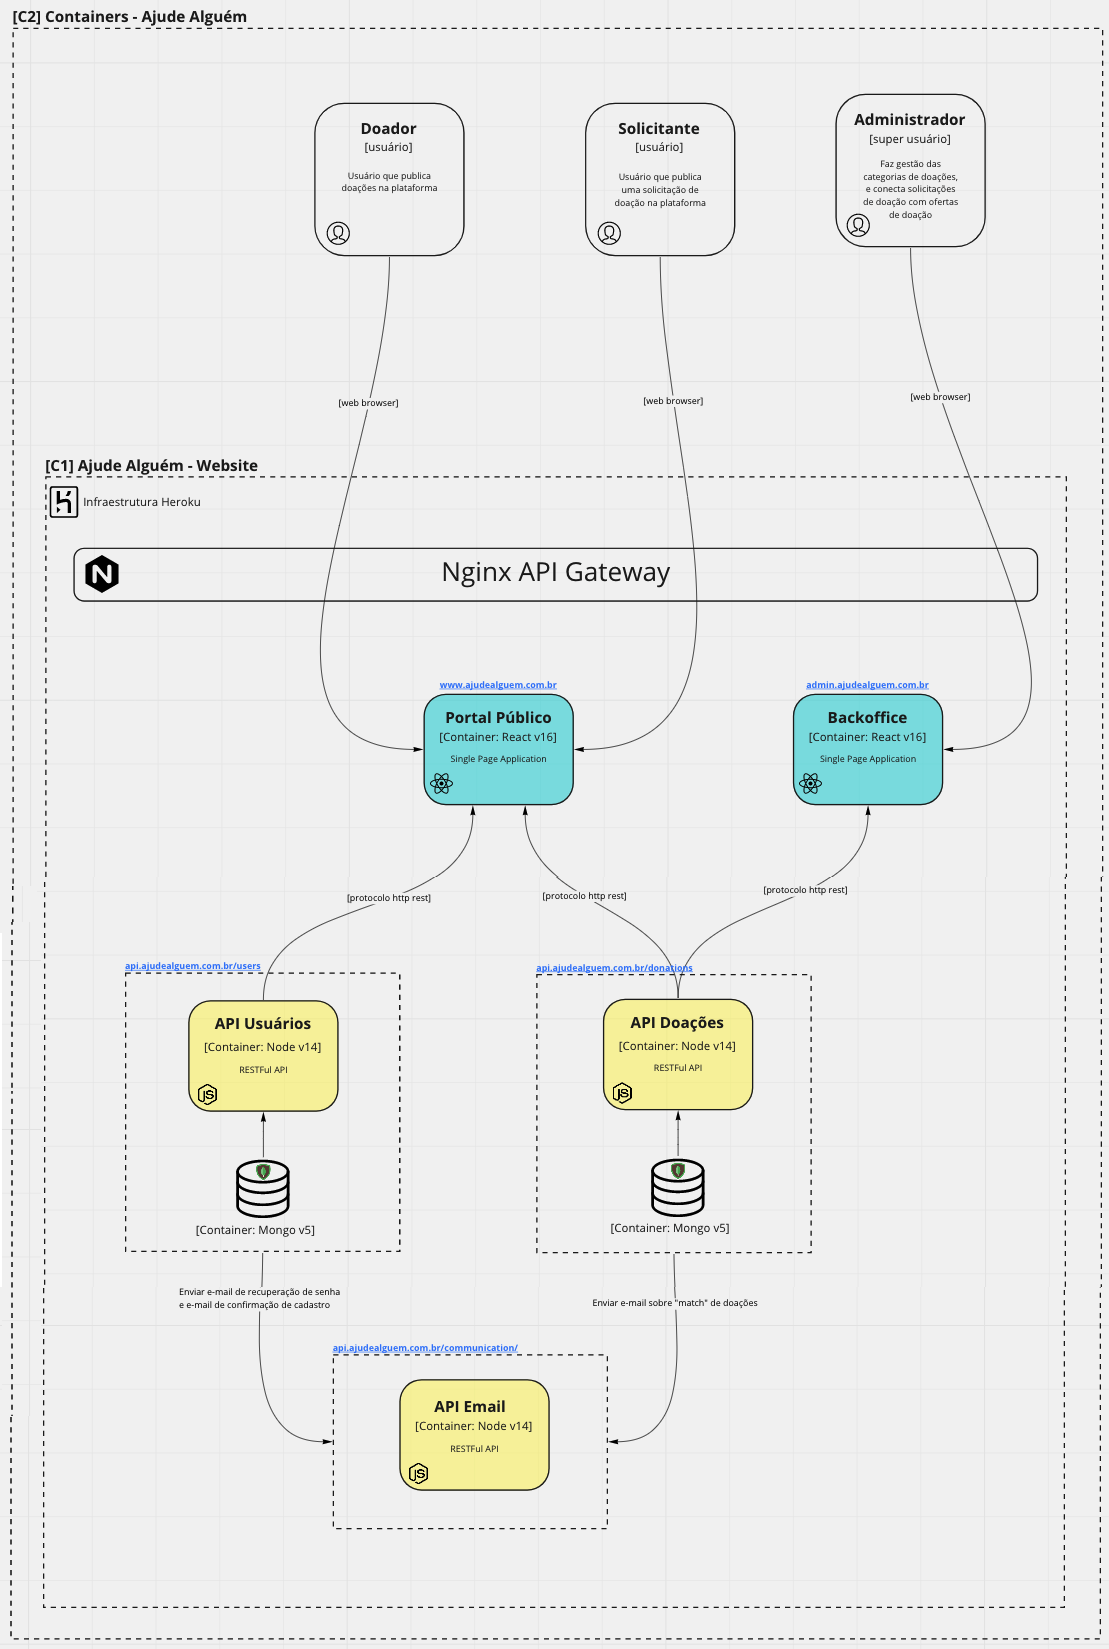 [C2] Containers - Ajude Alguém
Doador
[usuário]
Usuário que publica
doações na plataforma
Solicitante
[usuário]
Usuário que publica
uma solicitação de
doação na plataforma
Administrador
[super usuário]
Faz gestão das
categorias de doações,
e conecta solicitações
de doação com ofertas
de doação
[web browser]
[web browser]
[web browser]
[C1] Ajude Alguém - Website
Infraestrutura Heroku
Nginx API Gateway
www.ajudealguem.com.br
Portal Público
[Container: React v16]
Single Page Application
admin.ajudealguem.com.br
Backoffice
[Container: React v16]
Single Page Application
[protocolo http rest]
[protocolo http rest]
[protocolo http rest]
api.ajudealguem.com.br/users
API Usuários
[Container: Node v14]
RESTFul API
JS
[Container: Mongo v5]
api.ajudealguem.com.br/donations
API Doações
[Container: Node v14]
RESTFul API
JS
[Container: Mongo v5]
Enviar e-mail de recuperação de senha
e e-mail de confirmação de cadastro
Enviar e-mail sobre "match" de doações
api.ajudealguem.com.br/communication/
API Email
[Container: Node v14]
RESTFul API
JS